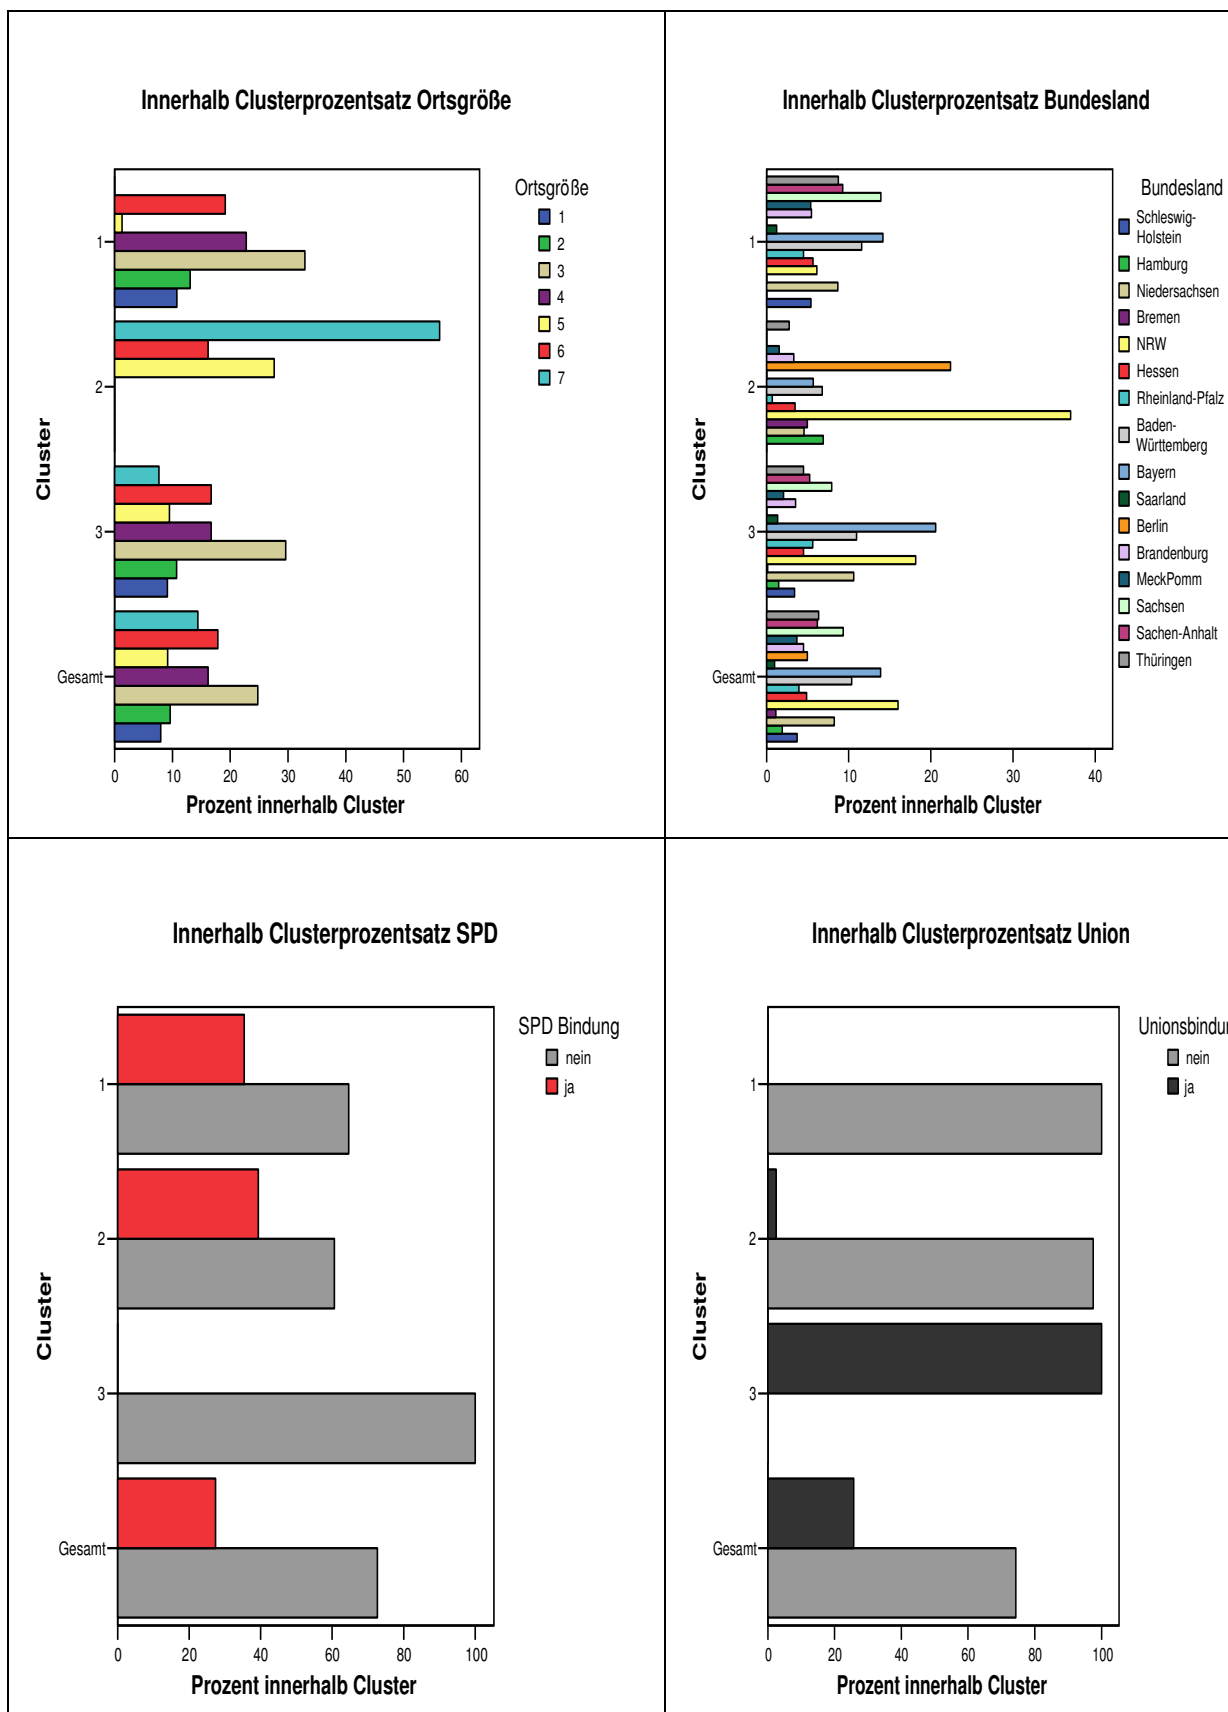 Innerhalb Clusterprozentsatz Ortsgröße
Ortsgröße
1
2
3
4
5
6
7
Cluster
1
2
3
Gesamt
0 10 20 30 40 50 60
Prozent innerhalb Cluster
Innerhalb Clusterprozentsatz Bundesland
Bundesland
Schleswig-
Holstein
Hamburg
Niedersachsen
Bremen
NRW
Hessen
Rheinland-Pfalz
Baden-
Württemberg
Bayern
Saarland
Berlin
Brandenburg
MeckPomm
Sachsen
Sachen-Anhalt
Thüringen
Cluster
1
2
3
Gesamt
0 10 20 30 40
Prozent innerhalb Cluster
Innerhalb Clusterprozentsatz SPD
SPD Bindung
nein
ja
Cluster
1
2
3
Gesamt
0 20 40 60 80 100
Prozent innerhalb Cluster
Innerhalb Clusterprozentsatz Union
Unionsbindu
nein
ja
Cluster
1
2
3
Gesamt
0 20 40 60 80 100
Prozent innerhalb Cluster